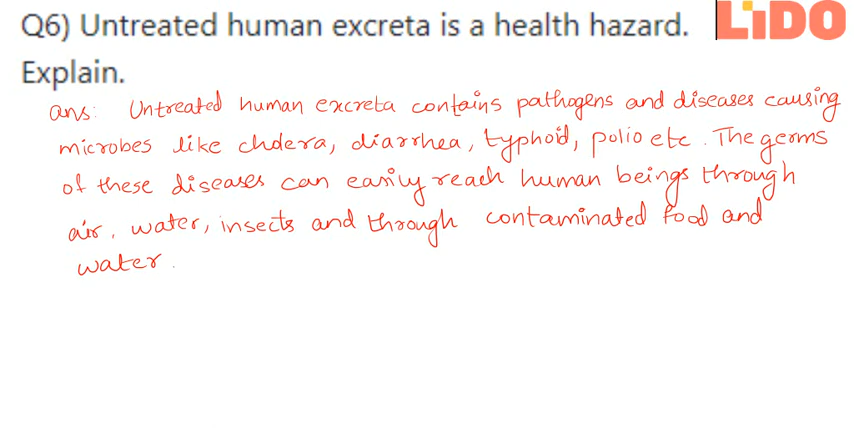 Q6) Untreated human excreta is a health hazard. LiDO
Explain.
ans: Untreated human excreta contains pathogens and diseases causing
microbes like cholera, diarrhea, typhoid, polio etc. The germs
of these diseases can easily reach human beings through
air, water, insects and through contaminated food and
water.